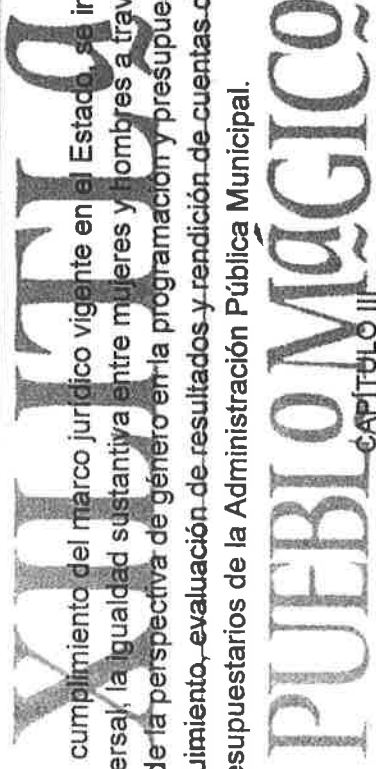 XILITLA
cumplimiento del marco jurídico vigente en el Estado, se in
ersal, la igualdad sustantiva entre mujeres y hombres a trav
de la perspectiva de género en la programación y presupue
uimiento, evaluación de resultados y rendición de cuentas
esupuestarios de la Administración Pública Municipal.
PUEBLO MÁGICO
CAPÍTULO III